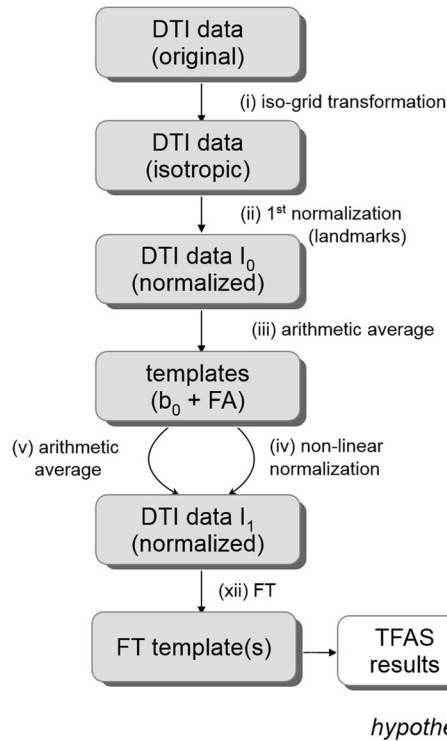 DTI data
(original)
(i) iso-grid transformation
DTI data
(isotropic)
(ii) 1st normalization
(landmarks)
DTI data I0
(normalized)
(iii) arithmetic average
templates
(b0 + FA)
(v) arithmetic
average
(iv) non-linear
normalization
DTI data I1
(normalized)
(xii) FT
FT template(s)
TFAS
results
hypothe